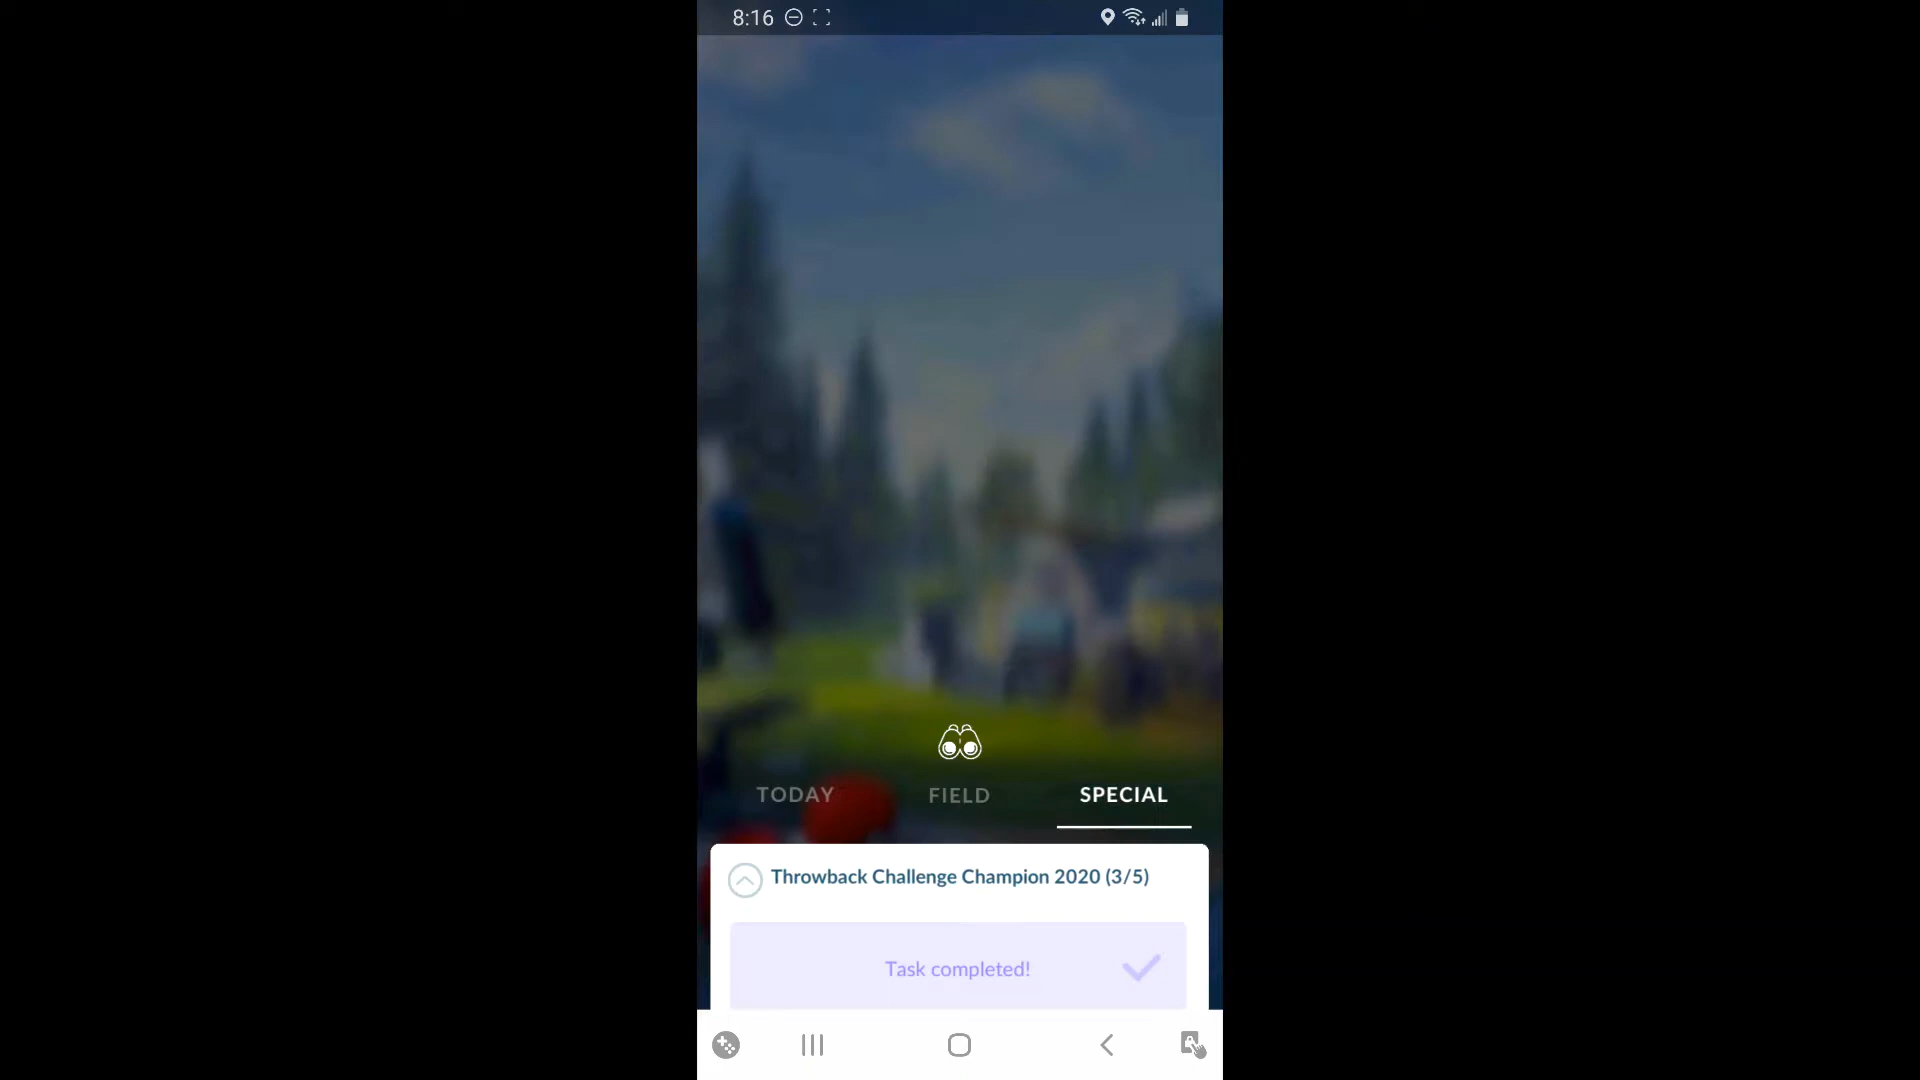 8:16
TODAY
FIELD
SPECIAL
Throwback Challenge Champion 2020 (3/5)
Task completed!